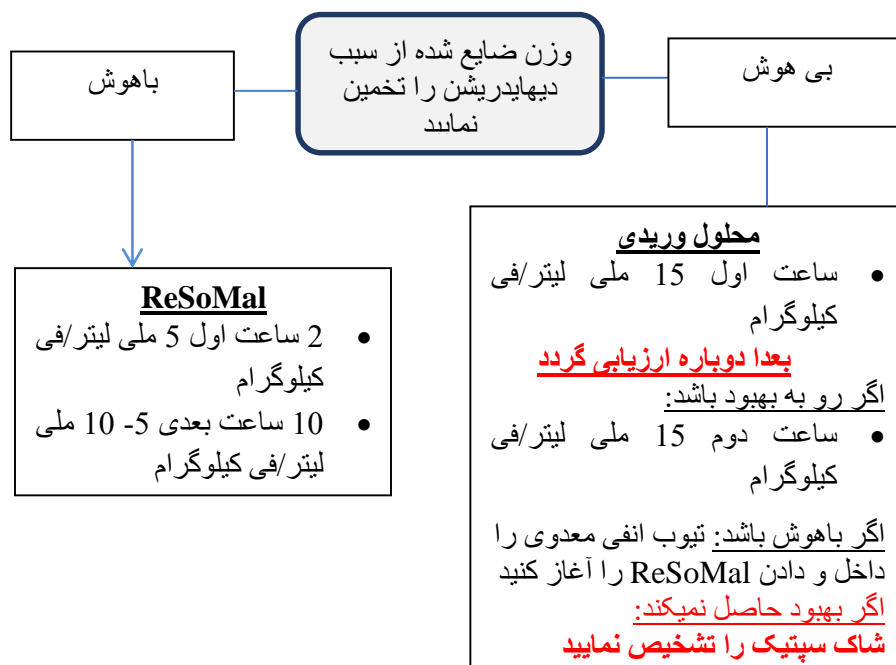 وزن ضایع شده از سبب
دیهایدریشن را تخمین
نمایید
بی هوش
باهوش
محلول وریدی
• ساعت اول 15 ملی لیتر/فی
کیلوگرام
بعدا دوباره ارزیابی گردد
اگر رو به بهبود باشد:
• ساعت دوم 15 ملی لیتر/فی
کیلوگرام
اگر باهوش باشد: تیوب انفی معدوی را
داخل و دادن ReSoMal را آغاز کنید
اگر بهبود حاصل نمیکند:
شاک سپتیک را تشخیص نمایید
ReSoMal
• 2 ساعت اول 5 ملی لیتر/فی
کیلوگرام
• 10 ساعت بعدی 5- 10 ملی
لیتر/فی کیلوگرام